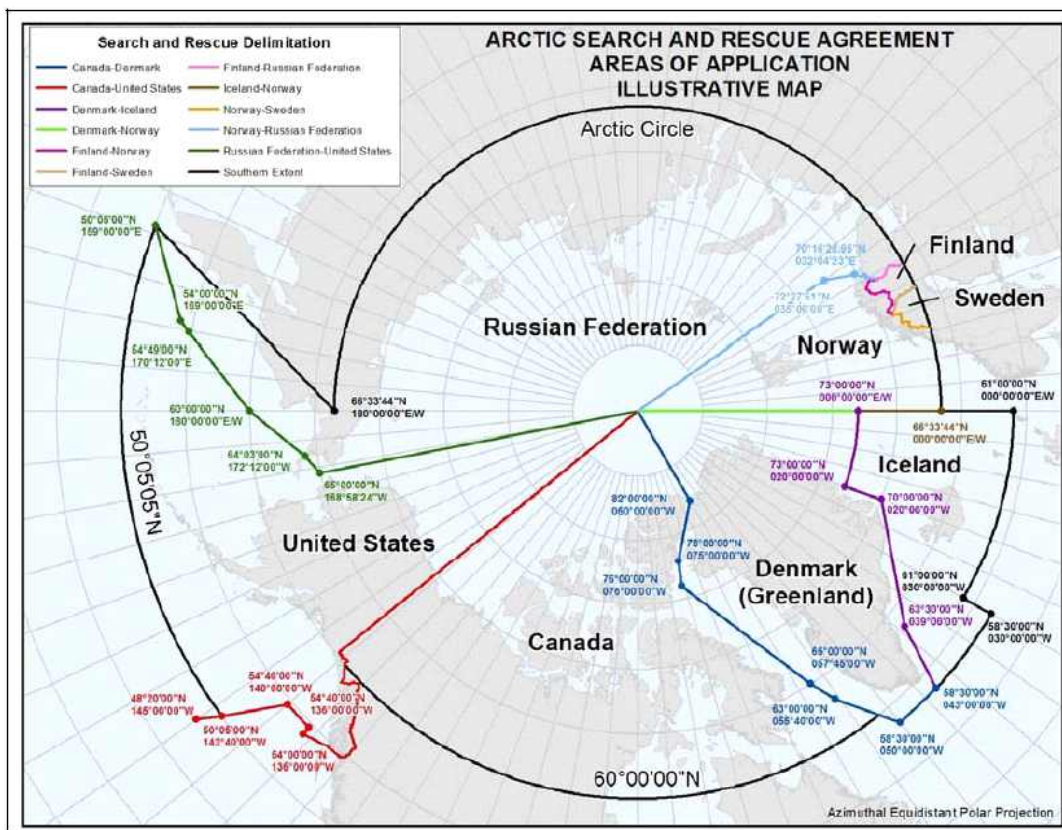 ARCTIC SEARCH AND RESCUE AGREEMENT
AREAS OF APPLICATION
ILLUSTRATIVE MAP
Search and Rescue Delimitation
Canada-Denmark
Canada-United States
Denmark-Iceland
Denmark-Norway
Finland-Norway
Finland-Sweden
Finland-Russian Federation
Iceland-Norway
Norway-Sweden
Norway-Russian Federation
Russian Federation-United States
Southern Extent
Arctic Circle
50°05'00"N
159°00'00"E
54°00'00"N
169°00'00"E
54°49'00"N
170°12'00"E
60°00'00"N
180°00'00"E/W
64°03'00"N
172°12'00"W
65°00'00"N
168°58'24"W
66°33'44"N
180°00'00"E/W
50°05'05"N
Russian Federation
Finland
Sweden
Norway
032°04'23"E
73°00'00"N
61°00'00"N
000°00'00"E/W
66°33'44"N
000°00'00"E/W
Iceland
73°00'00"N
020°00'00"W
70°00'00"N
United States
82°00'00"N
060°00'00"W
78°00'00"N
075°00'00"W
76°00'00"N
076°00'00"W
Denmark
(Greenland)
61°00'00"N
030°00'00"W
63°30'00"N
58°30'00"N
030°00'00"W
Canada
65°00'00"N
057°45'00"W
63°00'00"N
055°40'00"W
58°30'00"N
043°00'00"W
58°30'00"N
050°00'00"W
48°20'00"N
145°00'00"W
50°05'00"N
54°40'00"N
140°00'00"W
54°40'00"N
136°00'00"W
54°00'00"N
136°00'00"W
60°00'00"N
Azimuthal Equidistant Polar Projection